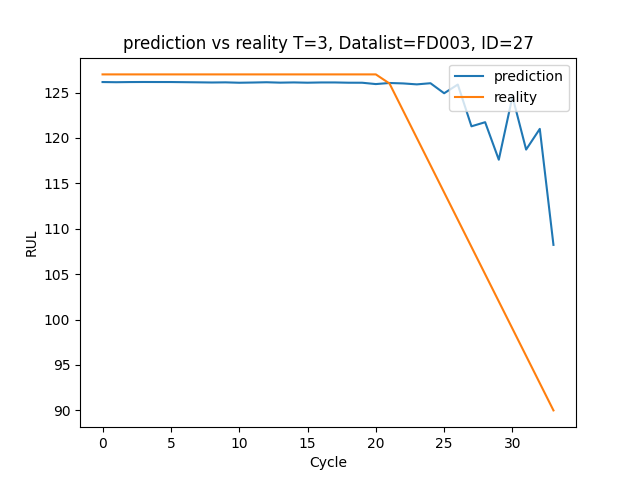 prediction vs reality T=3, Datalist=FD003, ID=27
prediction
reality
125
120
115
110
105
100
95
90
RUL
0 5 10 15 20 25 30
Cycle